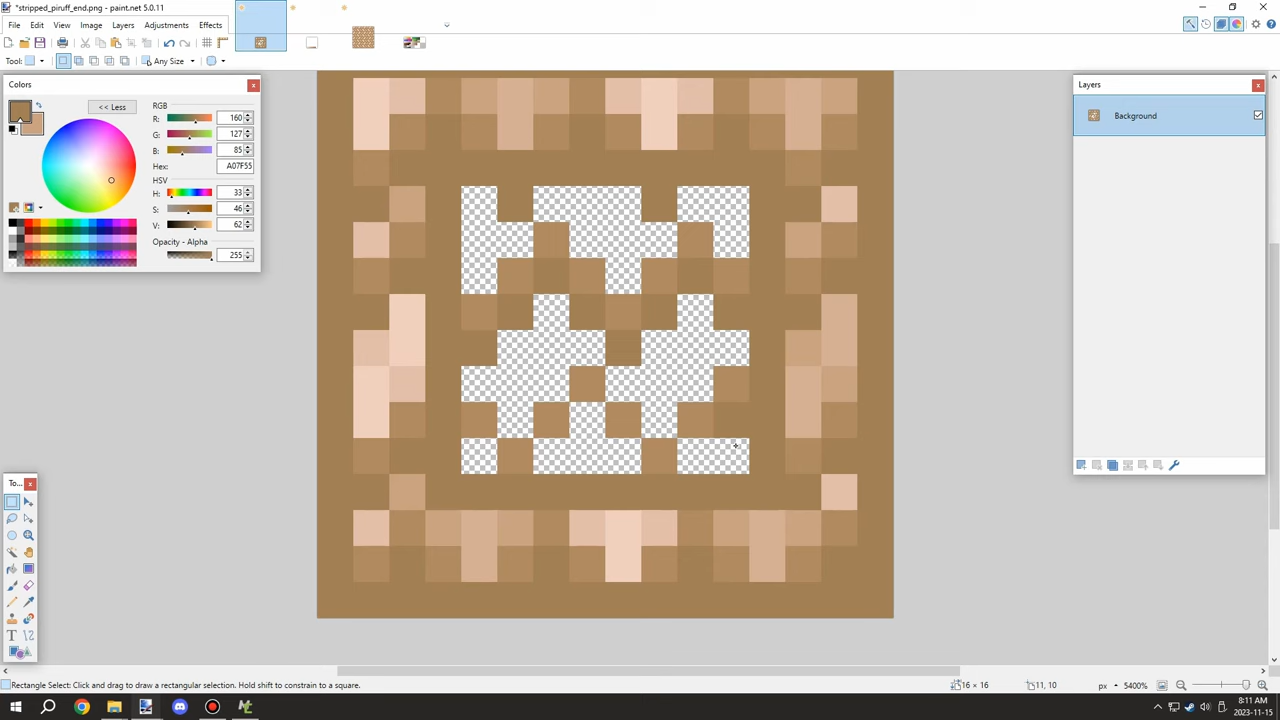 *stripped_piruff_end.png - paint.net 5.0.11
File Edit View Image Layers Adjustments Effects
Tool: Any Size
Colors
Layers
<< Less
RGB
R: 160
G: 127
B: 85
Hex: A07F55
HSV
H: 33
S: 46
V: 62
Opacity - Alpha
255
Background
To...
Rectangle Select: Click and drag to draw a rectangular selection. Hold shift to constrain to a square.
16 × 16
11, 10
px
5400%
8:11 AM
2023-11-15